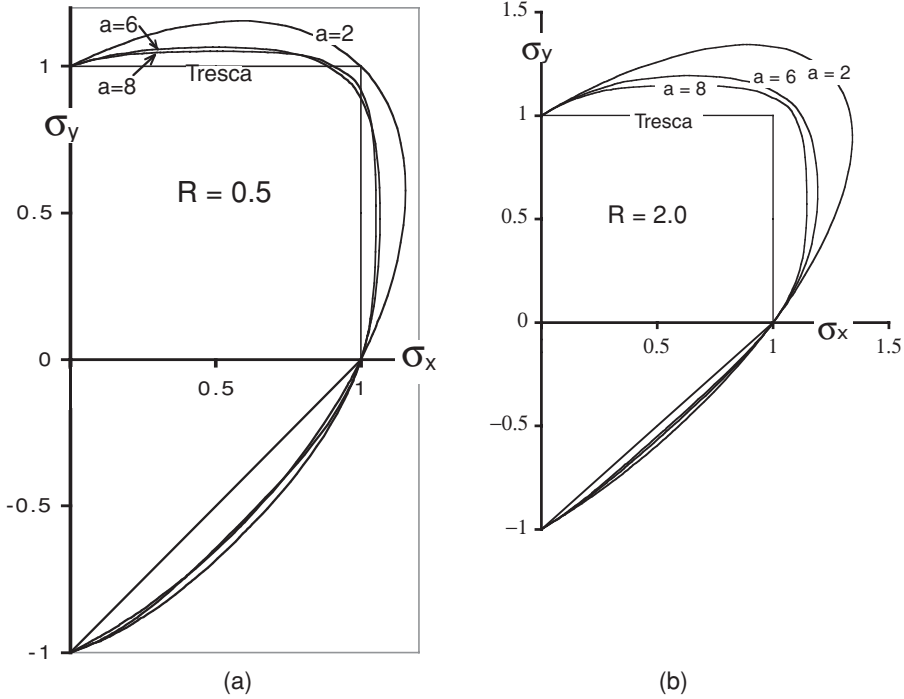 a=6
a=2
1
Tresca
a=8
σy
R = 0.5
0.5
0
σx
0.5
1
-0.5
-1
(a)
1.5
σy
a = 6
a = 2
a = 8
1
Tresca
0.5
R = 2.0
0
σx
0.5
1
1.5
−0.5
−1
(b)